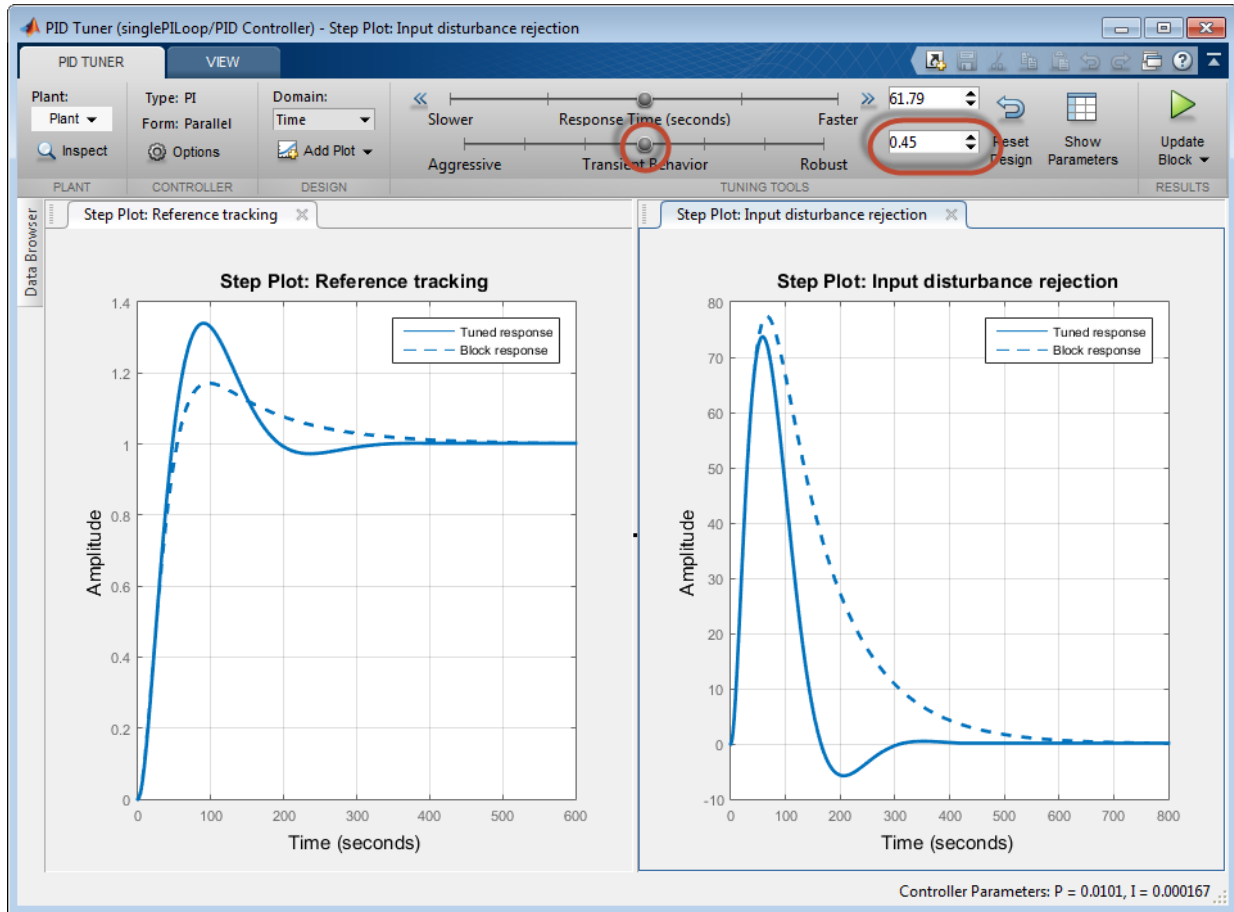 PID Tuner (singlePILoop/PID Controller) - Step Plot: Input disturbance rejection
PID TUNER
VIEW
Plant:
Plant
Inspect
PLANT
Type: PI
Form: Parallel
Options
CONTROLLER
Domain:
Time
Add Plot
DESIGN
Slower
Response Time (seconds)
Faster
61.79
Aggressive
Transient Behavior
Robust
0.45
Reset
Design
Show
Parameters
TUNING TOOLS
Update
Block
RESULTS
Data Browser
Step Plot: Reference tracking
Step Plot: Reference tracking
Tuned response
Block response
Amplitude
1.4
1.2
1
0.8
0.6
0.4
0.2
0
0 100 200 300 400 500 600
Time (seconds)
Step Plot: Input disturbance rejection
Step Plot: Input disturbance rejection
Tuned response
Block response
Amplitude
80
70
60
50
40
30
20
10
0
-10
0 100 200 300 400 500 600 700 800
Time (seconds)
Controller Parameters: P = 0.0101, I = 0.000167